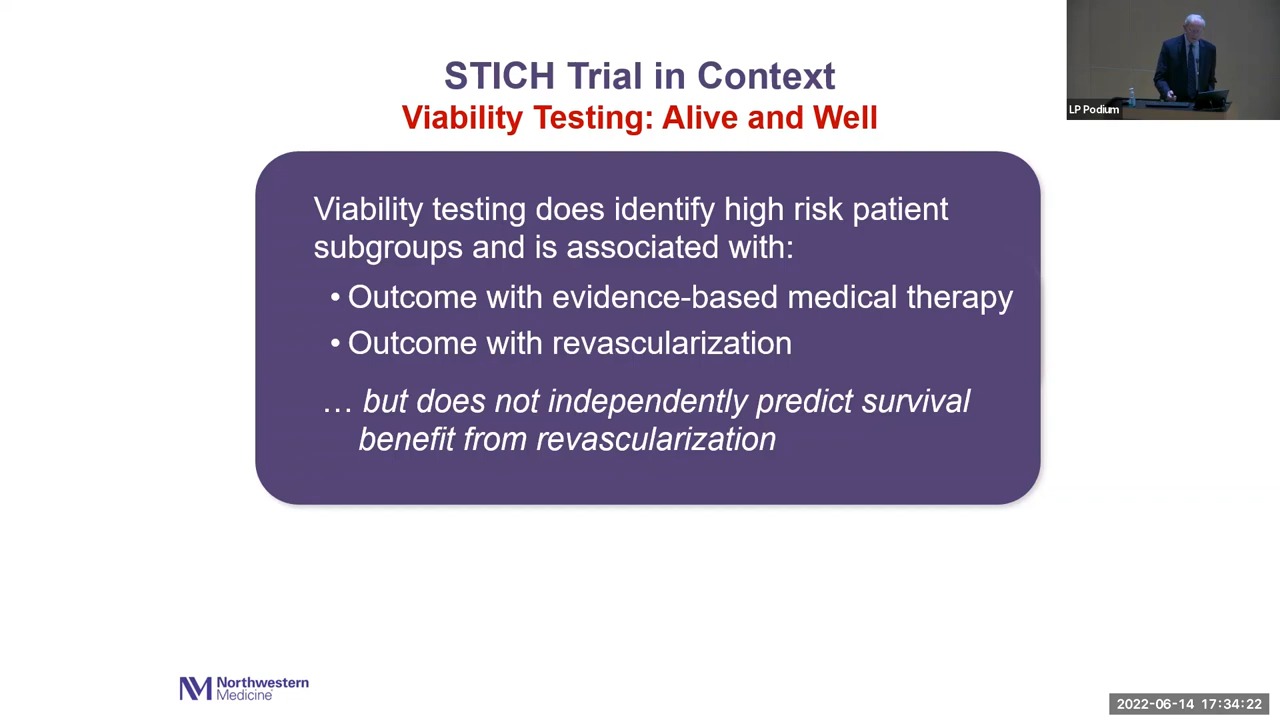 STICH Trial in Context
Viability Testing: Alive and Well
LP Podium
Viability testing does identify high risk patient
subgroups and is associated with:
• Outcome with evidence-based medical therapy
• Outcome with revascularization
… but does not independently predict survival
benefit from revascularization
Northwestern
Medicine
2022-06-14 17:34:22